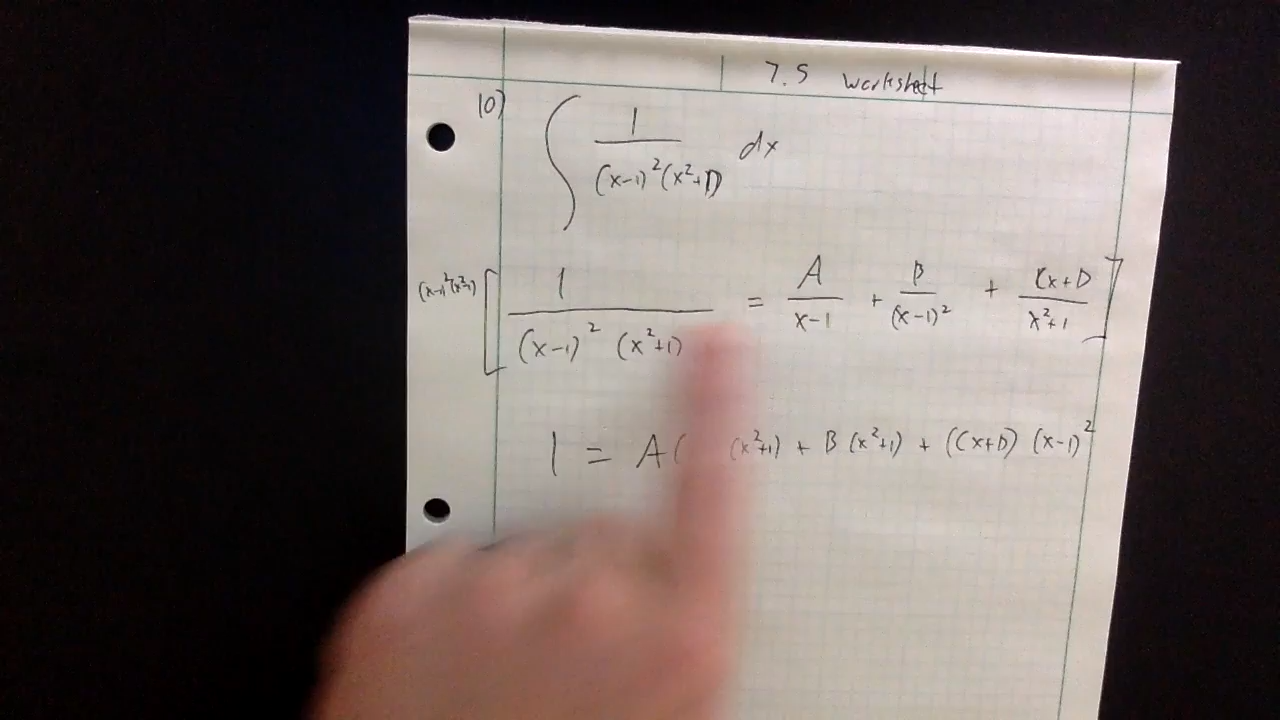 7.5 Worksheet
10) ∫ 1/((x-1)²(x²+1)) dx
(x-1)²(x²+1) [ 1/((x-1)² (x²+1)) = A/(x-1) + B/(x-1)² + (Cx+D)/(x²+1) ]
1 = A( (x²+1) + B (x²+1) + (Cx+D) (x-1)²